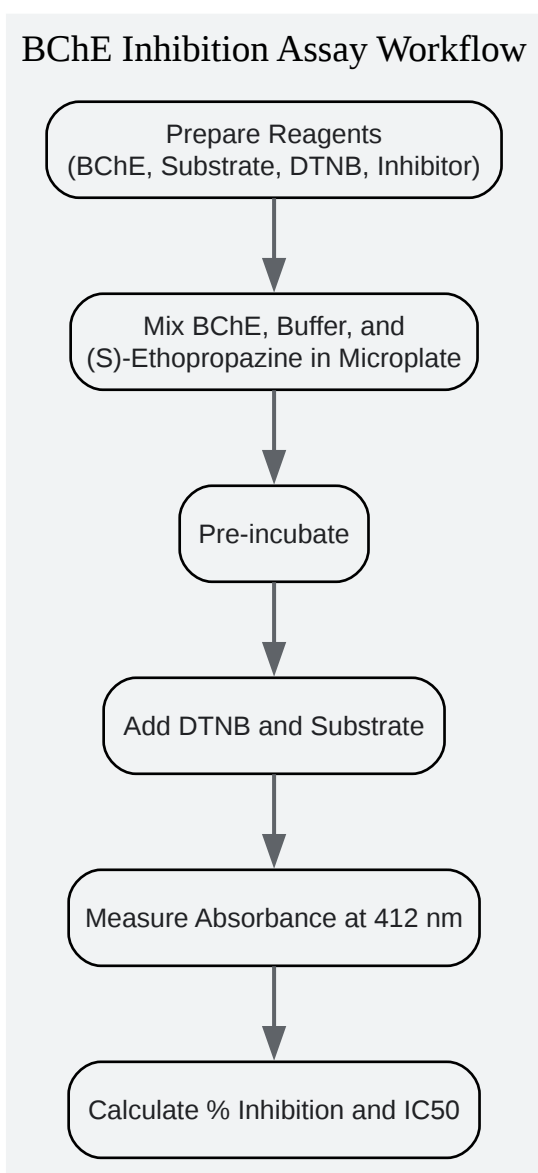 BChE Inhibition Assay Workflow
Prepare Reagents
(BChE, Substrate, DTNB, Inhibitor)
Mix BChE, Buffer, and
(S)-Ethopropazine in Microplate
Pre-incubate
Add DTNB and Substrate
Measure Absorbance at 412 nm
Calculate % Inhibition and IC50